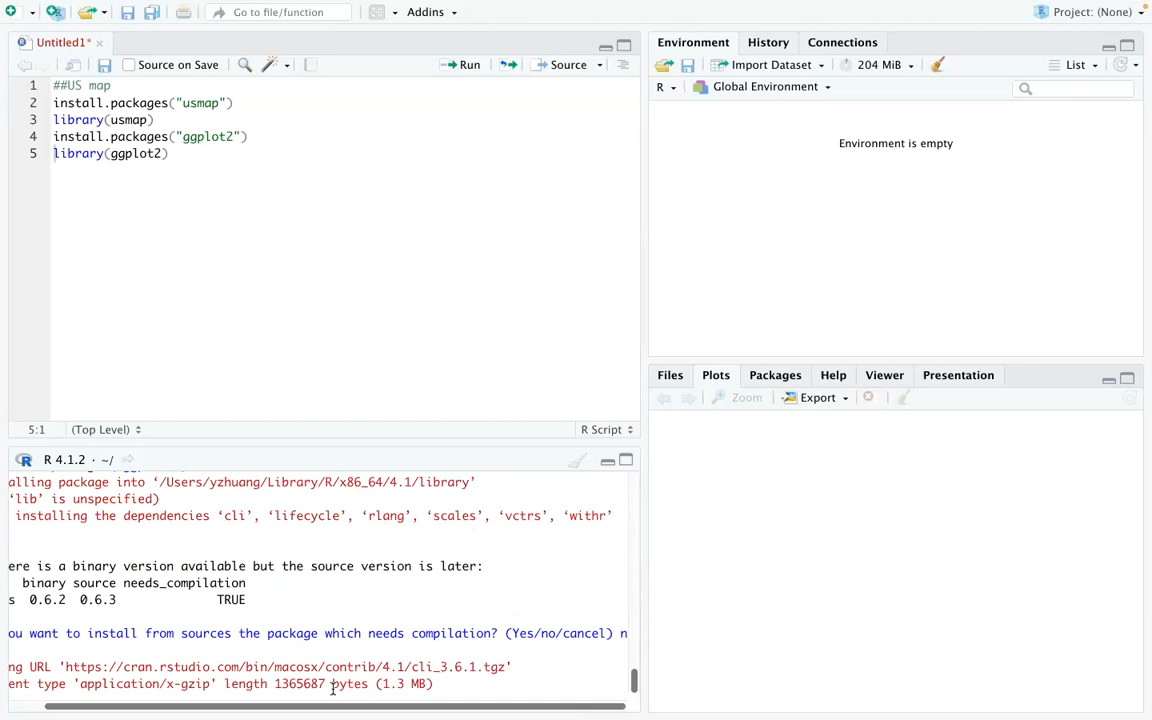 Go to file/function
Addins
Project: (None)
Untitled1*
Source on Save
Run
Source
1 ##US map
2 install.packages("usmap")
3 library(usmap)
4 install.packages("ggplot2")
5 library(ggplot2)
5:1
(Top Level)
R Script
R 4.1.2 · ~/
alling package into ‘/Users/yzhuang/Library/R/x86_64/4.1/library’
‘lib’ is unspecified)
installing the dependencies ‘cli’, ‘lifecycle’, ‘rlang’, ‘scales’, ‘vctrs’, ‘withr’
ere is a binary version available but the source version is later:
binary source needs_compilation
s 0.6.2 0.6.3 TRUE
ou want to install from sources the package which needs compilation? (Yes/no/cancel) n
ng URL 'https://cran.rstudio.com/bin/macosx/contrib/4.1/cli_3.6.1.tgz'
ent type 'application/x-gzip' length 1365687 bytes (1.3 MB)
Environment
History
Connections
Import Dataset
204 MiB
List
R
Global Environment
Environment is empty
Files
Plots
Packages
Help
Viewer
Presentation
Zoom
Export